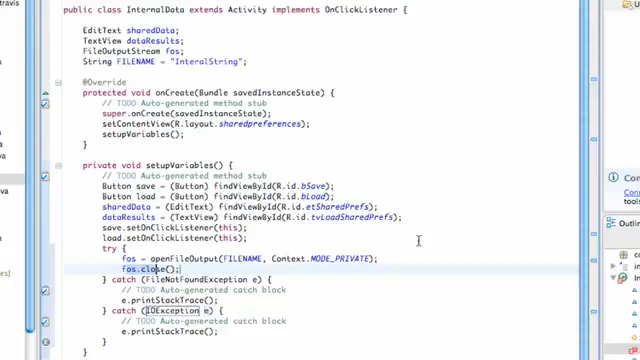 travis
public class InternalData extends Activity implements OnClickListener {
EditText sharedData;
TextView dataResults;
FileOutputStream fos;
String FILENAME = "InteralString";
@Override
protected void onCreate(Bundle savedInstanceState) {
// TODO Auto-generated method stub
super.onCreate(savedInstanceState);
setContentView(R.layout.sharedpreferences);
setupVariables();
}
private void setupVariables() {
// TODO Auto-generated method stub
Button save = (Button) findViewById(R.id.bSave);
Button load = (Button) findViewById(R.id.bLoad);
sharedData = (EditText) findViewById(R.id.etSharedPrefs);
dataResults = (TextView) findViewById(R.id.tvLoadSharedPrefs);
save.setOnClickListener(this);
load.setOnClickListener(this);
try {
fos = openFileOutput(FILENAME, Context.MODE_PRIVATE);
fos.close();
} catch (FileNotFoundException e) {
// TODO Auto-generated catch block
e.printStackTrace();
} catch (IOException e) {
// TODO Auto-generated catch block
e.printStackTrace();
}
}
Con
tools
Outlin